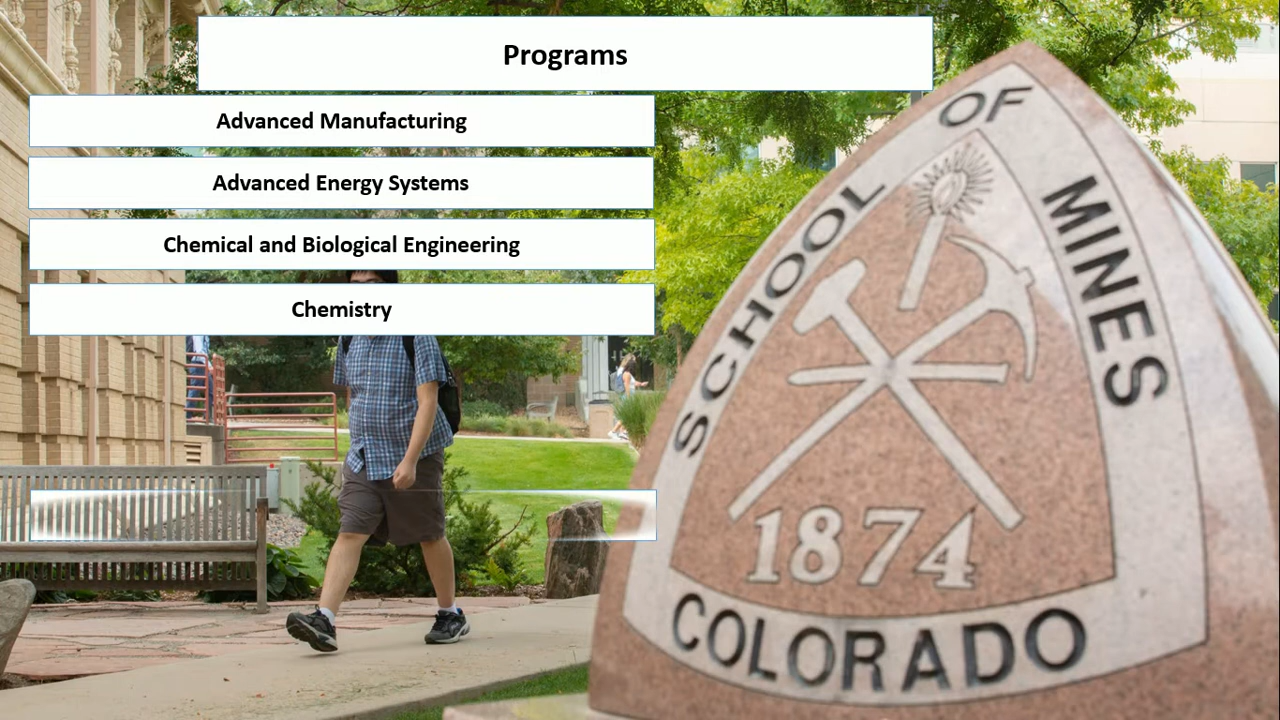 Programs
Advanced Manufacturing
Advanced Energy Systems
Chemical and Biological Engineering
Chemistry
SCHOOL OF MINES
1874
COLORADO